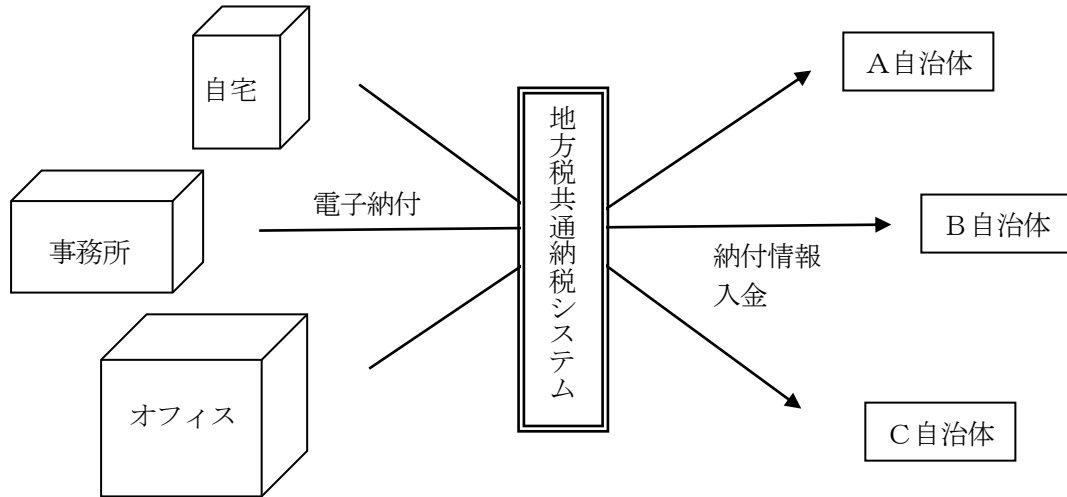 自宅
事務所
オフィス
電子納付
地方税共通納税システム
納付情報
入金
Ａ自治体
Ｂ自治体
Ｃ自治体